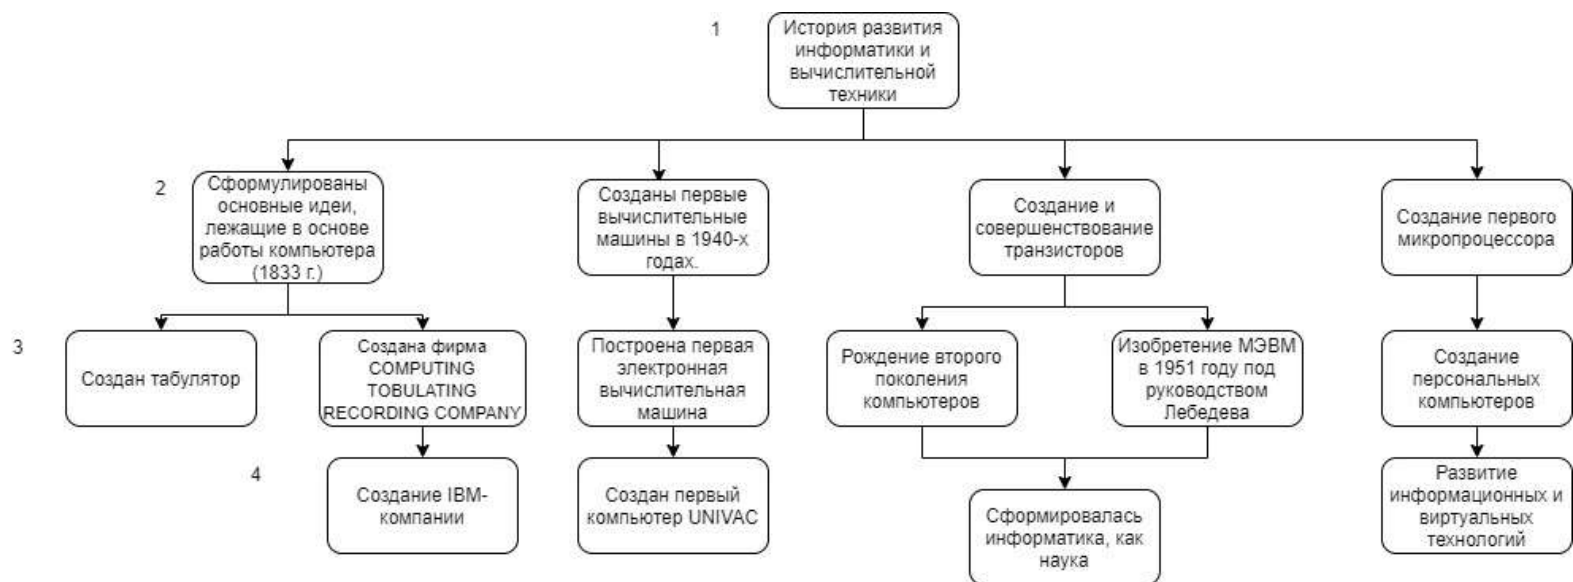 1
История развития
информатики и
вычислительной
техники
2
Сформулированы
основные идеи,
лежащие в основе
работы компьютера
(1833 г.)
Созданы первые
вычислительные
машины в 1940-х
годах.
Создание и
совершенствование
транзисторов
Создание первого
микропроцессора
3
Создан табулятор
Создана фирма
COMPUTING
TOBULATING
RECORDING COMPANY
Построена первая
электронная
вычислительная
машина
Рождение второго
поколения
компьютеров
Изобретение МЭВМ
в 1951 году под
руководством
Лебедева
Создание
персональных
компьютеров
4
Создание IBM-
компании
Создан первый
компьютер UNIVAC
Сформировалась
информатика, как
наука
Развитие
информационных и
виртуальных
технологий